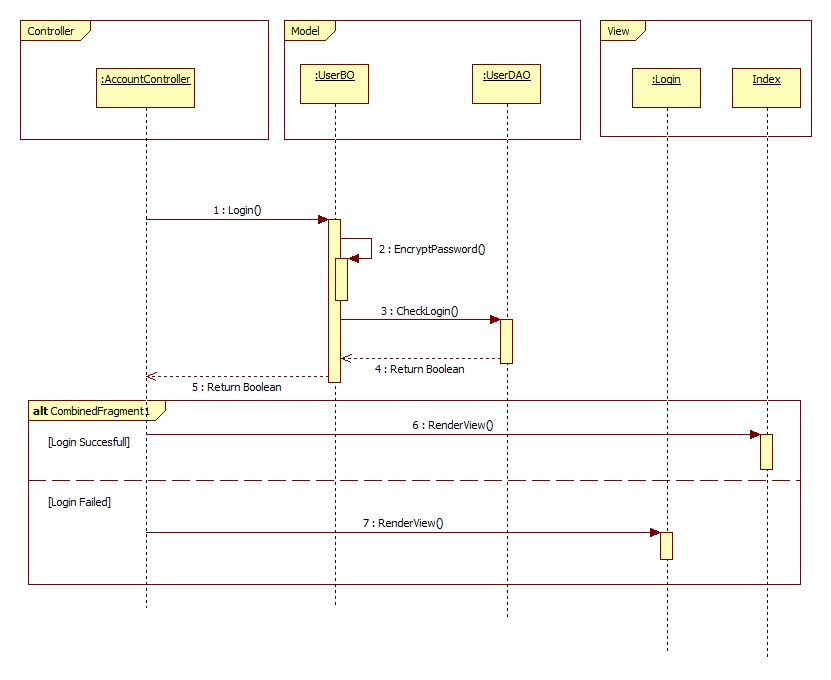 Controller
Model
View
:AccountController
:UserBO
:UserDAO
:Login
Index
1 : Login()
2 : EncryptPassword()
3 : CheckLogin()
4 : Return Boolean
5 : Return Boolean
alt CombinedFragment1
6 : RenderView()
[Login Succesfull]
[Login Failed]
7 : RenderView()